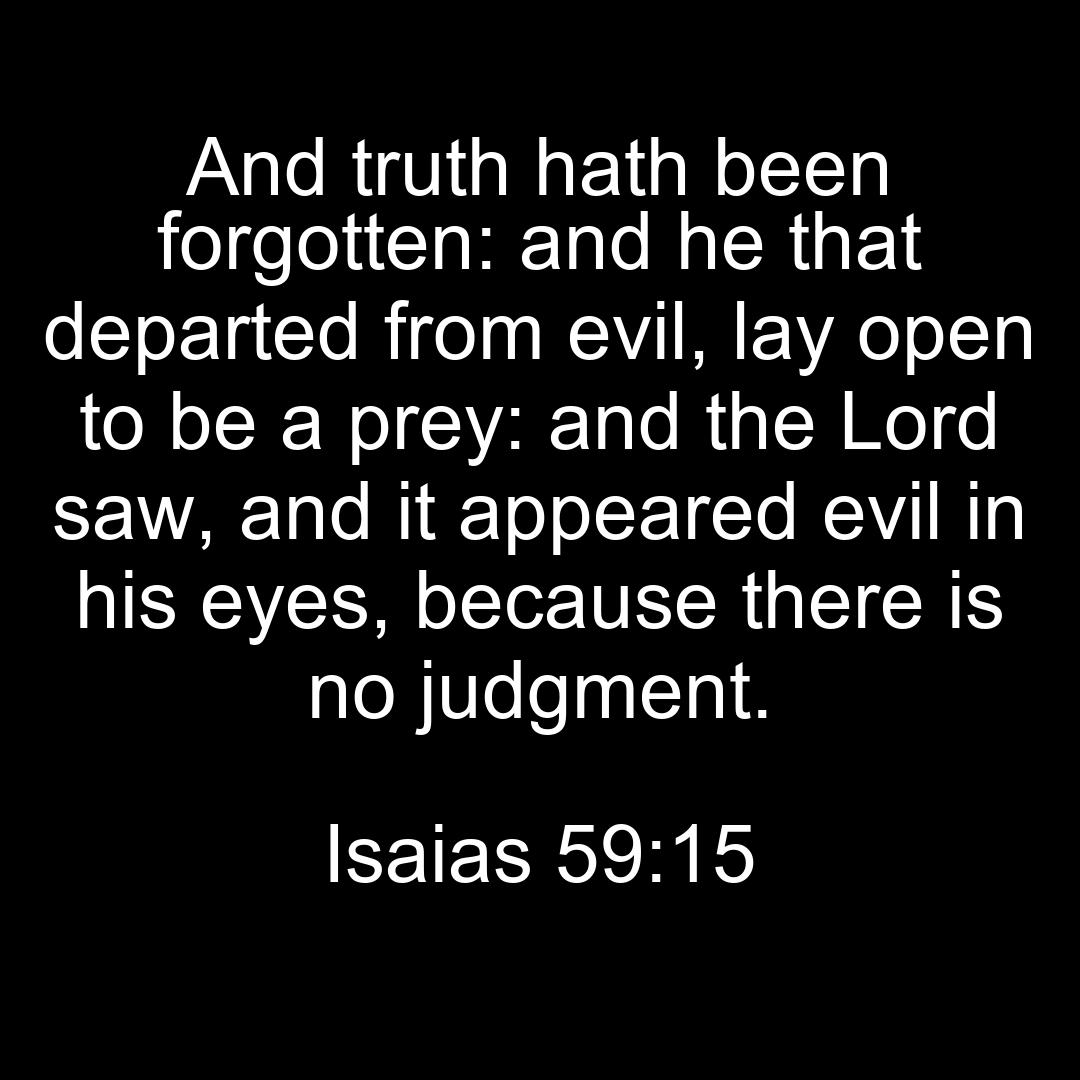 And truth hath been
forgotten: and he that
departed from evil, lay open
to be a prey: and the Lord
saw, and it appeared evil in
his eyes, because there is
no judgment.
Isaias 59:15